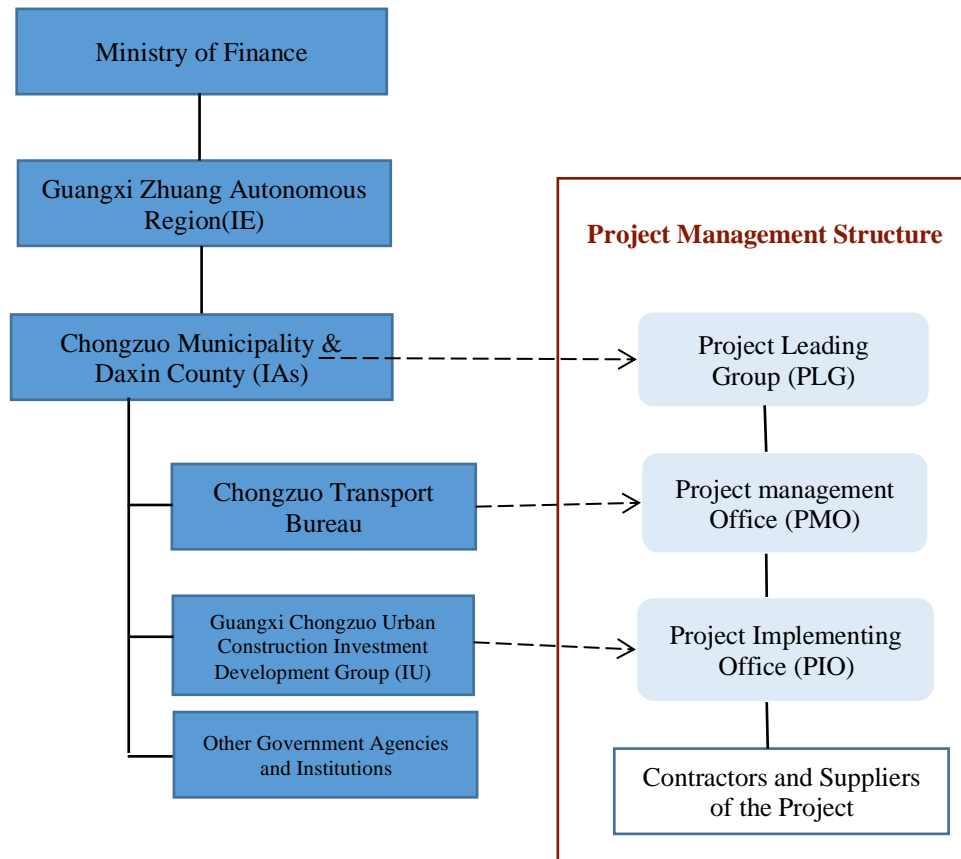 Ministry of Finance
Guangxi Zhuang Autonomous
Region(IE)
Project Management Structure
Chongzuo Municipality &
Daxin County (IAs)
Project Leading
Group (PLG)
Chongzuo Transport
Bureau
Project management
Office (PMO)
Guangxi Chongzuo Urban
Construction Investment
Development Group (IU)
Project Implementing
Office (PIO)
Other Government Agencies
and Institutions
Contractors and Suppliers
of the Project